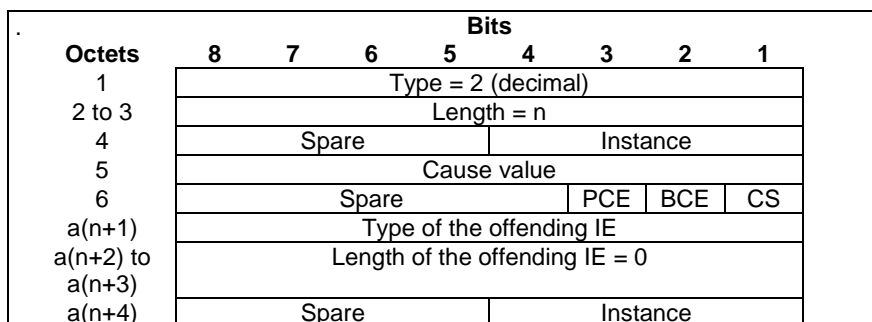 . Bits
Octets 8 7 6 5 4 3 2 1
1 Type = 2 (decimal)
2 to 3 Length = n
4 Spare Instance
5 Cause value
6 Spare PCE BCE CS
a(n+1) Type of the offending IE
a(n+2) to Length of the offending IE = 0
a(n+3)
a(n+4) Spare Instance